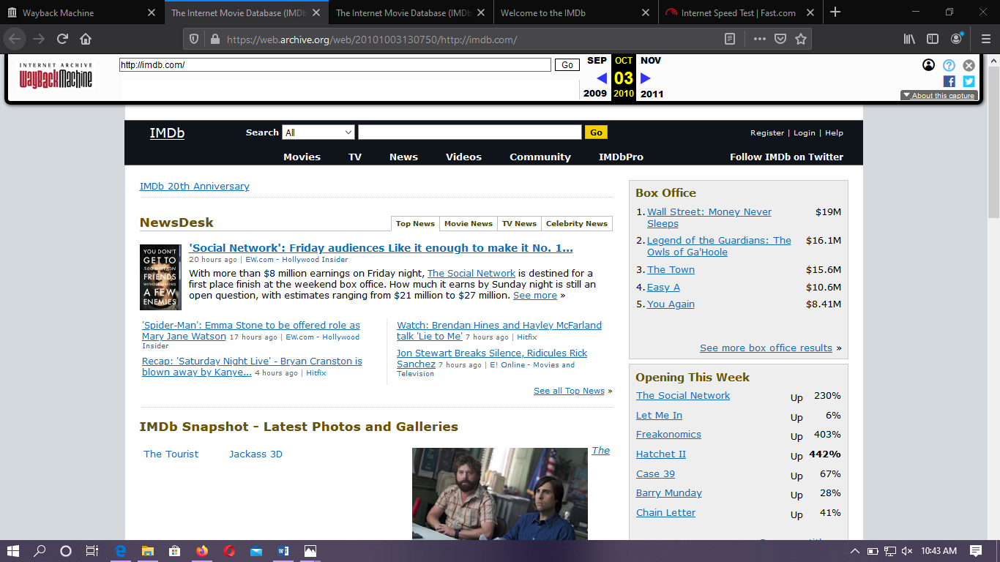 Wayback Machine
The Internet Movie Database (IMDb
The Internet Movie Database (IMDb
Welcome to the IMDb
Internet Speed Test | Fast.com
https://web.archive.org/web/20101003130750/http://imdb.com/
INTERNET ARCHIVE
WayBackMachine
http://imdb.com/
Go
SEP OCT NOV
03
2009 2010 2011
About this capture
IMDb
Search All
Go
Register | Login | Help
Movies TV News Videos Community IMDbPro
Follow IMDb on Twitter
IMDb 20th Anniversary
NewsDesk
Top News Movie News TV News Celebrity News
YOU DON'T
GET TO
500 MILLION
FRIENDS
WITHOUT MAKING
A FEW
ENEMIES
'Social Network': Friday audiences Like it enough to make it No. 1...
20 hours ago | EW.com - Hollywood Insider
With more than $8 million earnings on Friday night, The Social Network is destined for a
first place finish at the weekend box office. How much it earns by Sunday night is still an
open question, with estimates ranging from $21 million to $27 million. See more »
'Spider-Man': Emma Stone to be offered role as
Mary Jane Watson 17 hours ago | EW.com - Hollywood
Insider
Recap: 'Saturday Night Live' - Bryan Cranston is
blown away by Kanye... 4 hours ago | Hitfix
Watch: Brendan Hines and Hayley McFarland
talk 'Lie to Me' 7 hours ago | Hitfix
Jon Stewart Breaks Silence, Ridicules Rick
Sanchez 7 hours ago | E! Online - Movies and
Television
See all Top News »
IMDb Snapshot - Latest Photos and Galleries
The Tourist
Jackass 3D
The
Box Office
1. Wall Street: Money Never $19M
Sleeps
2. Legend of the Guardians: The $16.1M
Owls of Ga'Hoole
3. The Town $15.6M
4. Easy A $10.6M
5. You Again $8.41M
See more box office results »
Opening This Week
The Social Network Up 230%
Let Me In Up 6%
Freakonomics Up 403%
Hatchet II Up 442%
Case 39 Up 67%
Barry Munday Up 28%
Chain Letter Up 41%
10:43 AM